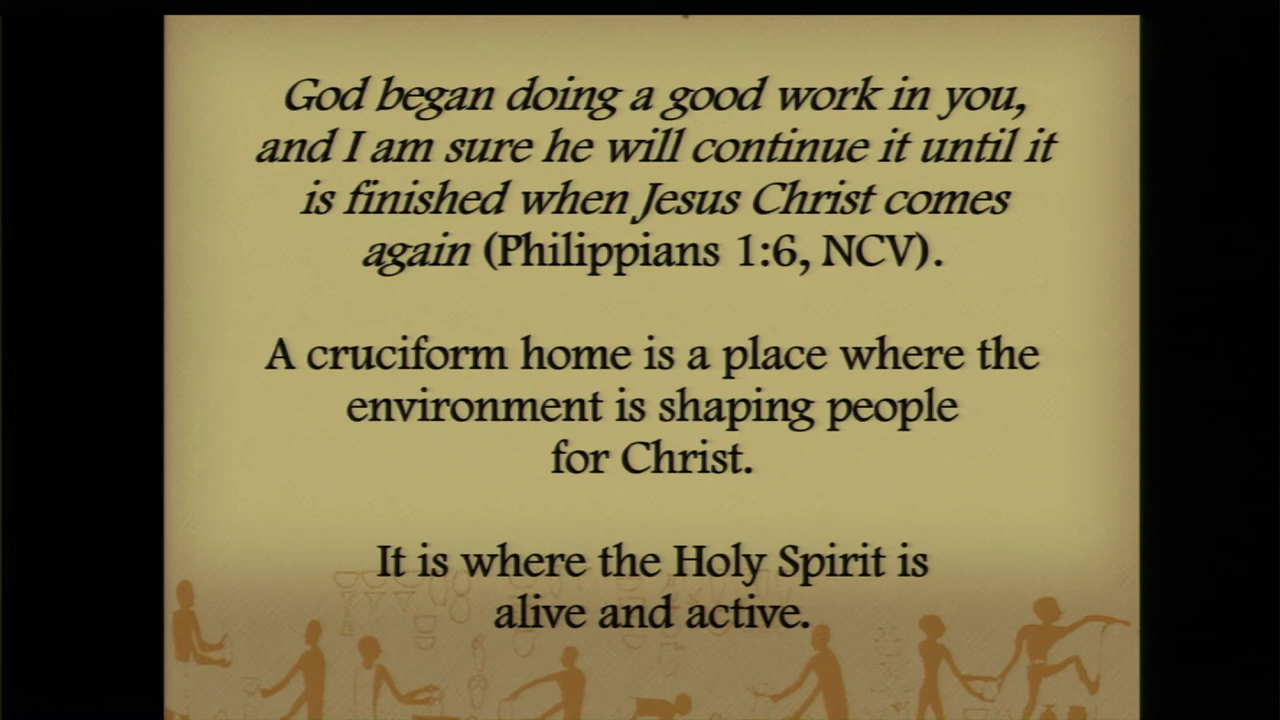 God began doing a good work in you,
and I am sure he will continue it until it
is finished when Jesus Christ comes
again (Philippians 1:6, NCV).
A cruciform home is a place where the
environment is shaping people
for Christ.
It is where the Holy Spirit is
alive and active.